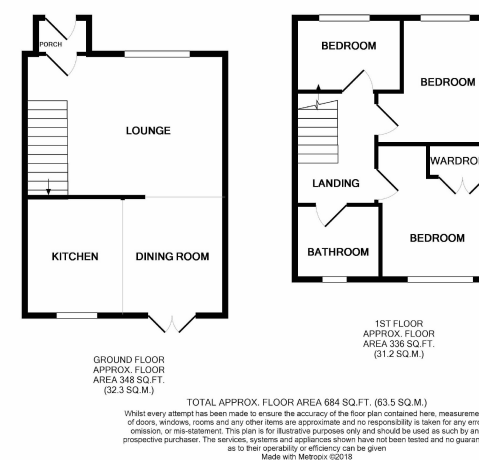 PORCH
LOUNGE
KITCHEN
DINING ROOM
GROUND FLOOR
APPROX. FLOOR
AREA 348 SQ.FT.
(32.3 SQ.M.)
BEDROOM
BEDROOM
WARDRO
LANDING
BEDROOM
BATHROOM
1ST FLOOR
APPROX. FLOOR
AREA 336 SQ.FT.
(31.2 SQ.M.)
TOTAL APPROX. FLOOR AREA 684 SQ.FT. (63.5 SQ.M.)
Whilst every attempt has been made to ensure the accuracy of the floor plan contained here, measureme
of doors, windows, rooms and any other items are approximate and no responsibility is taken for any erro
omission, or mis-statement. This plan is for illustrative purposes only and should be used as such by an
prospective purchaser. The services, systems and appliances shown have not been tested and no guaran
as to their operability or efficiency can be given
Made with Metropix ©2018